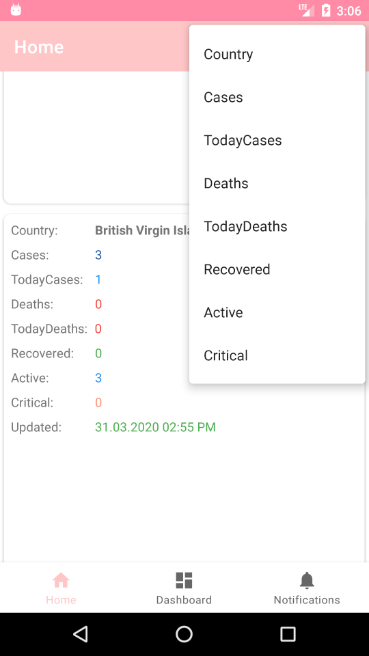 LTE 3:06
Home
Country
Cases
TodayCases
Deaths
TodayDeaths
Recovered
Active
Critical
Country: British Virgin
Cases: 3
TodayCases: 1
Deaths: 0
TodayDeaths: 0
Recovered: 0
Active: 3
Critical: 0
Updated: 31.03.2020 02:55 PM
Home Dashboard Notifications